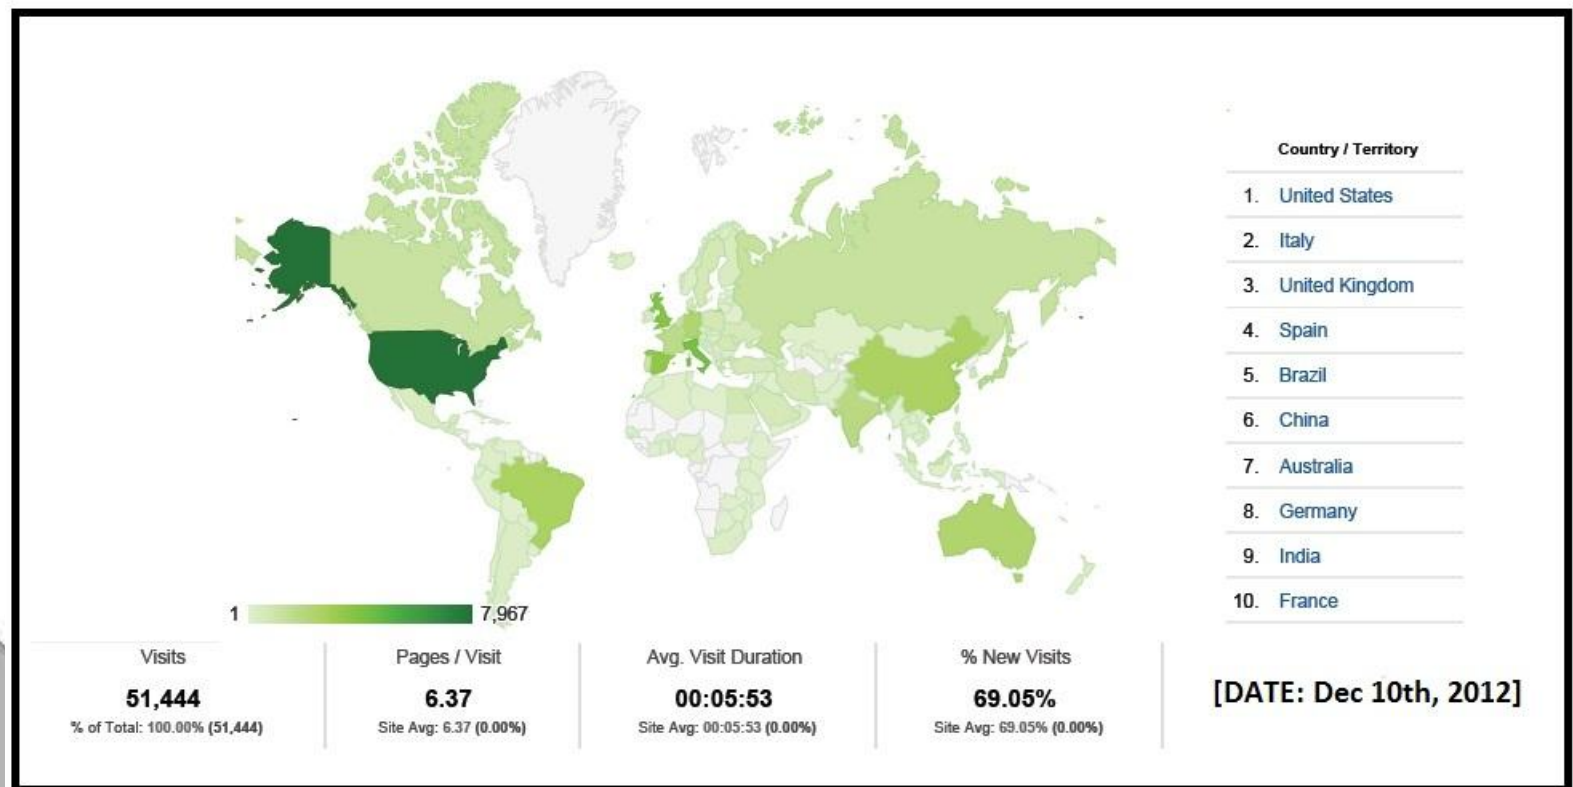 Country / Territory
1. United States
2. Italy
3. United Kingdom
4. Spain
5. Brazil
6. China
7. Australia
8. Germany
9. India
10. France
1 7,967
Visits
51,444
% of Total: 100.00% (51,444)
Pages / Visit
6.37
Site Avg: 6.37 (0.00%)
Avg. Visit Duration
00:05:53
Site Avg: 00:05:53 (0.00%)
% New Visits
69.05%
Site Avg: 69.05% (0.00%)
[DATE: Dec 10th, 2012]